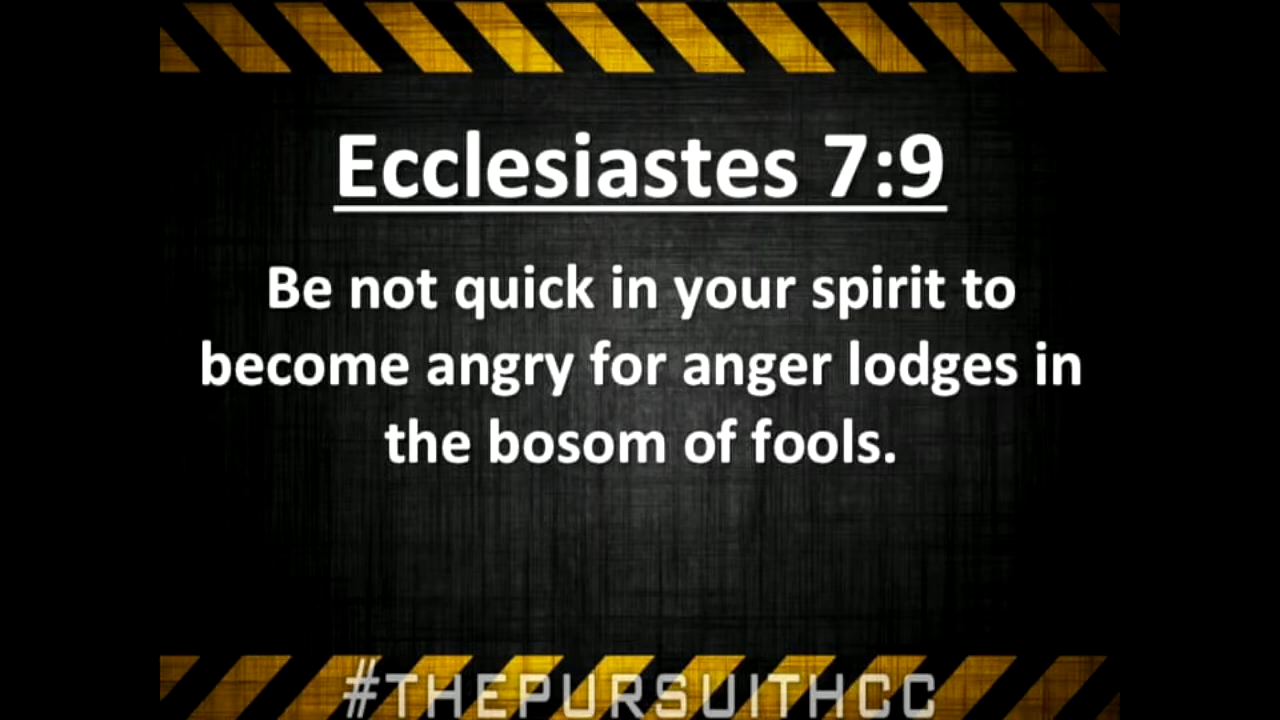 Ecclesiastes 7:9
Be not quick in your spirit to
become angry for anger lodges in
the bosom of fools.
#THEPURSUITHCC